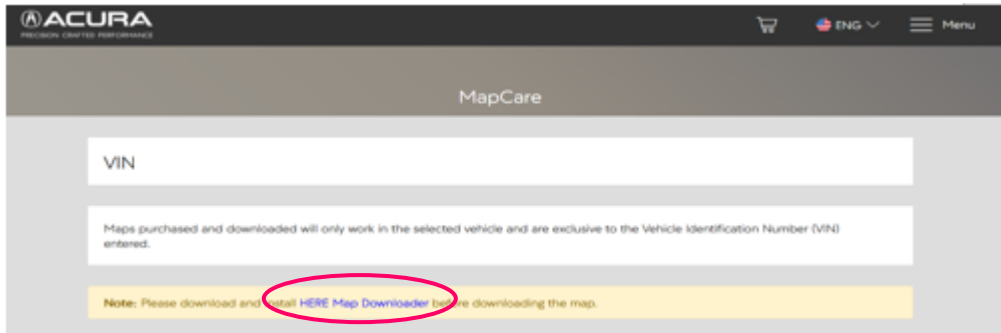 ACURA
PRECISION CRAFTED PERFORMANCE
ENG
Menu
MapCare
VIN
Maps purchased and downloaded will only work in the selected vehicle and are exclusive to the Vehicle Identification Number (VIN)
entered.
Note: Please download and install HERE Map Downloader before downloading the map.